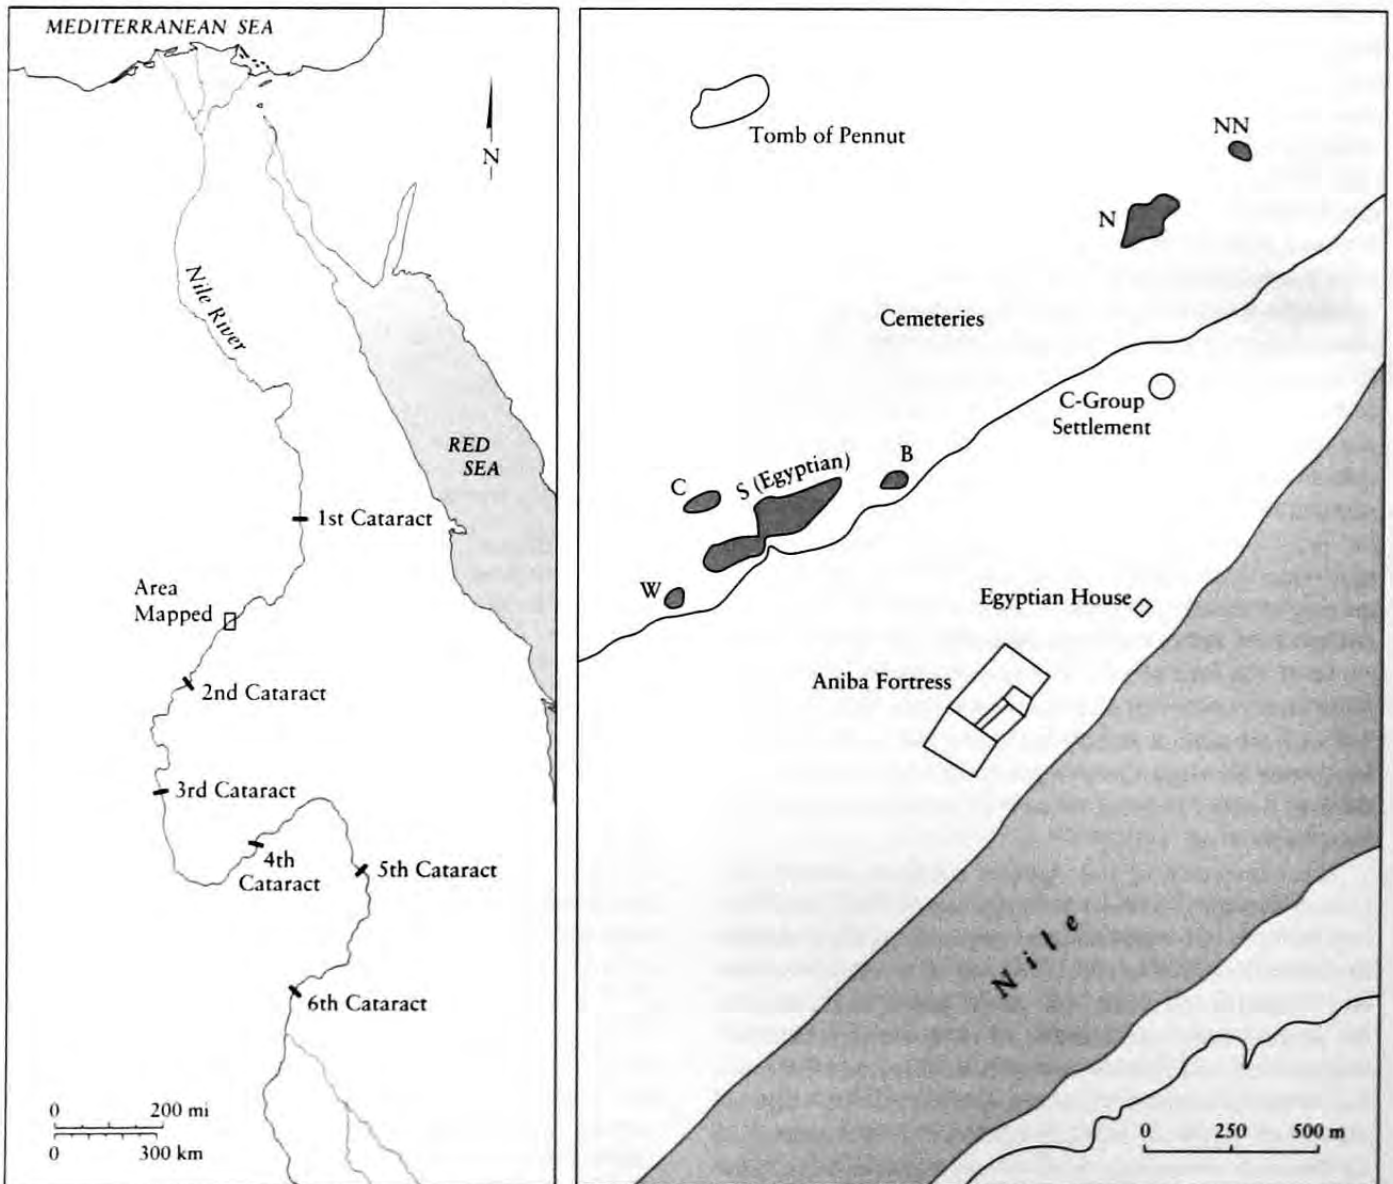 MEDITERRANEAN SEA
N
Nile River
RED
SEA
1st Cataract
Area
Mapped
2nd Cataract
3rd Cataract
4th
Cataract
5th Cataract
6th Cataract
0 200 mi
0 300 km
Tomb of Pennut
NN
N
Cemeteries
C-Group
Settlement
C
S (Egyptian)
B
W
Egyptian House
Aniba Fortress
Nile
0 250 500 m